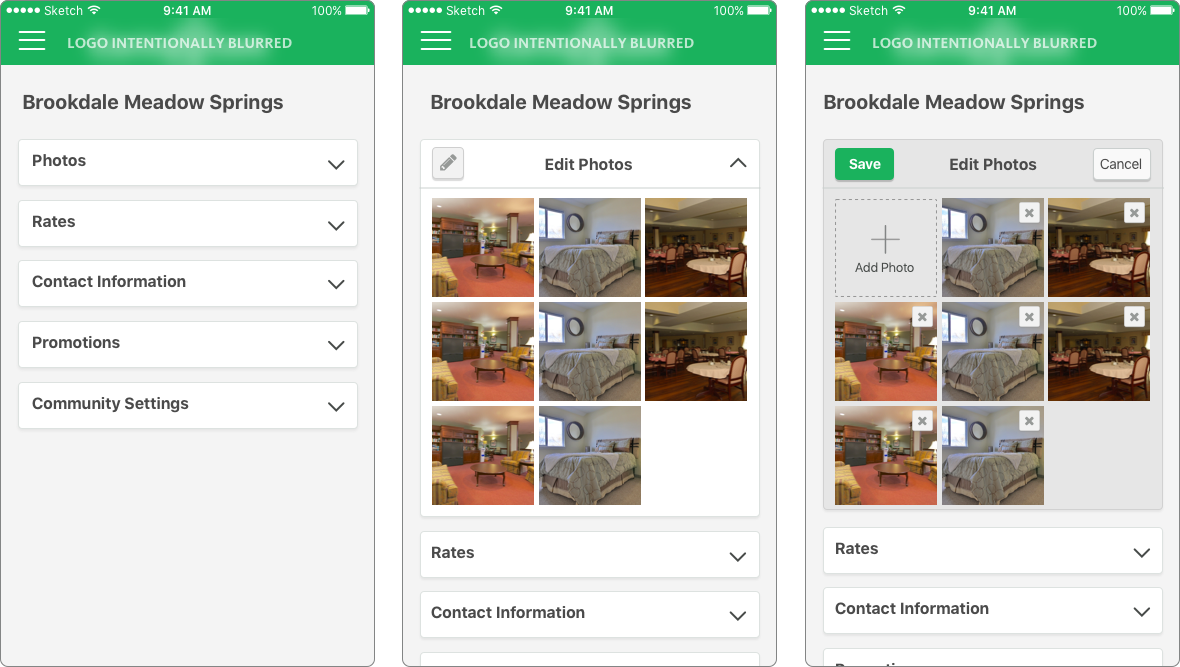 Sketch 9:41 AM 100%
LOGO INTENTIONALLY BLURRED
Brookdale Meadow Springs
Photos
Rates
Contact Information
Promotions
Community Settings
Sketch 9:41 AM 100%
LOGO INTENTIONALLY BLURRED
Brookdale Meadow Springs
Edit Photos
Rates
Contact Information
Sketch 9:41 AM 100%
LOGO INTENTIONALLY BLURRED
Brookdale Meadow Springs
Save Edit Photos Cancel
Add Photo
Rates
Contact Information